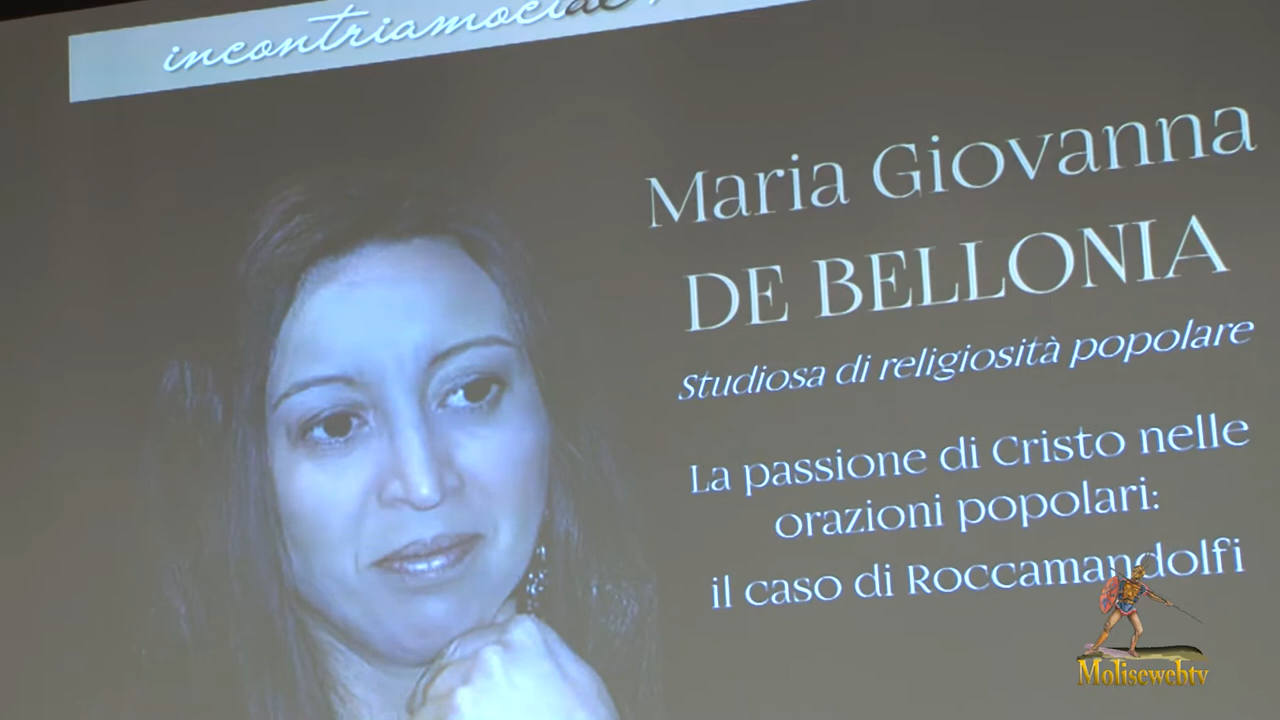 incontriamoci
Maria Giovanna
DE BELLONIA
Studiosa di religiosità popolare
La passione di Cristo nelle
orazioni popolari:
il caso di Roccamandolfi
Molisewebtv